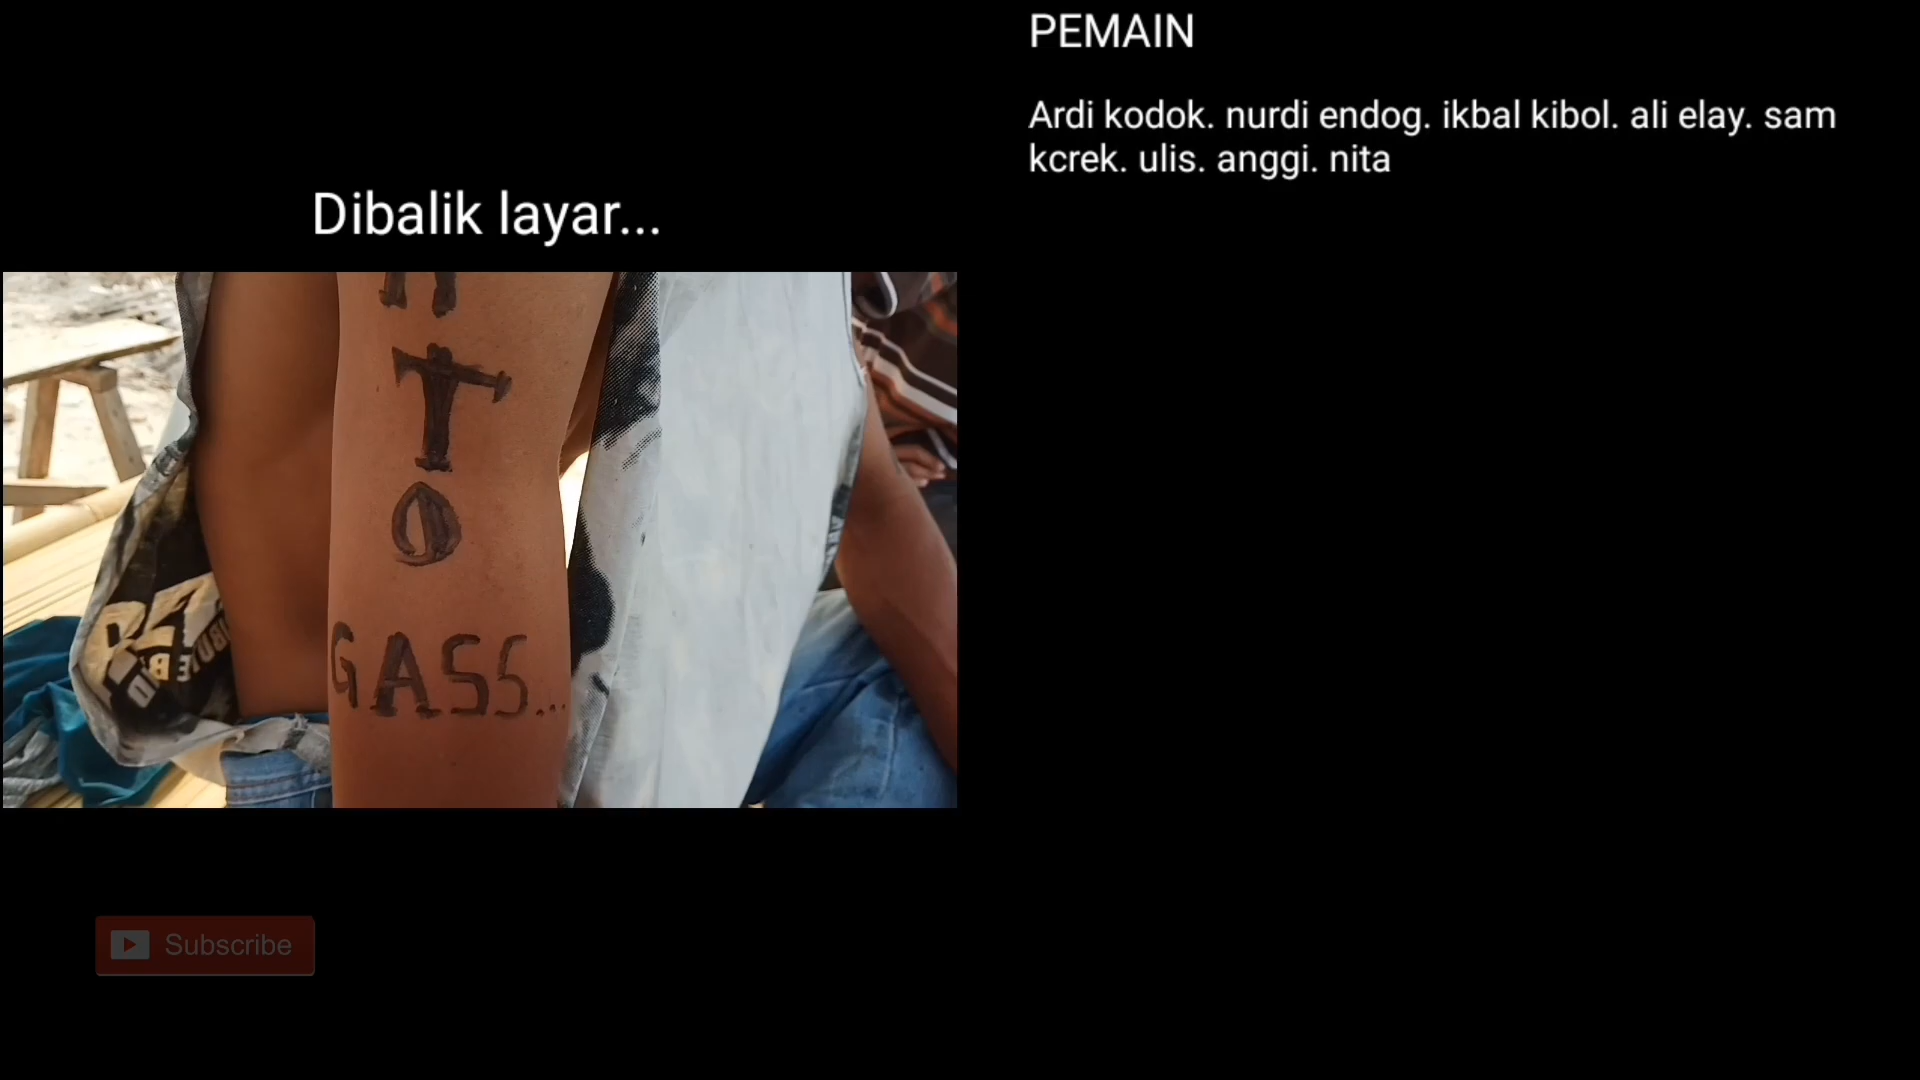 PEMAIN
Ardi kodok. nurdi endog. ikbal kibol. ali elay. sam
kcrek. ulis. anggi. nita
Dibalik layar...
T
O
GASS...
Subscribe